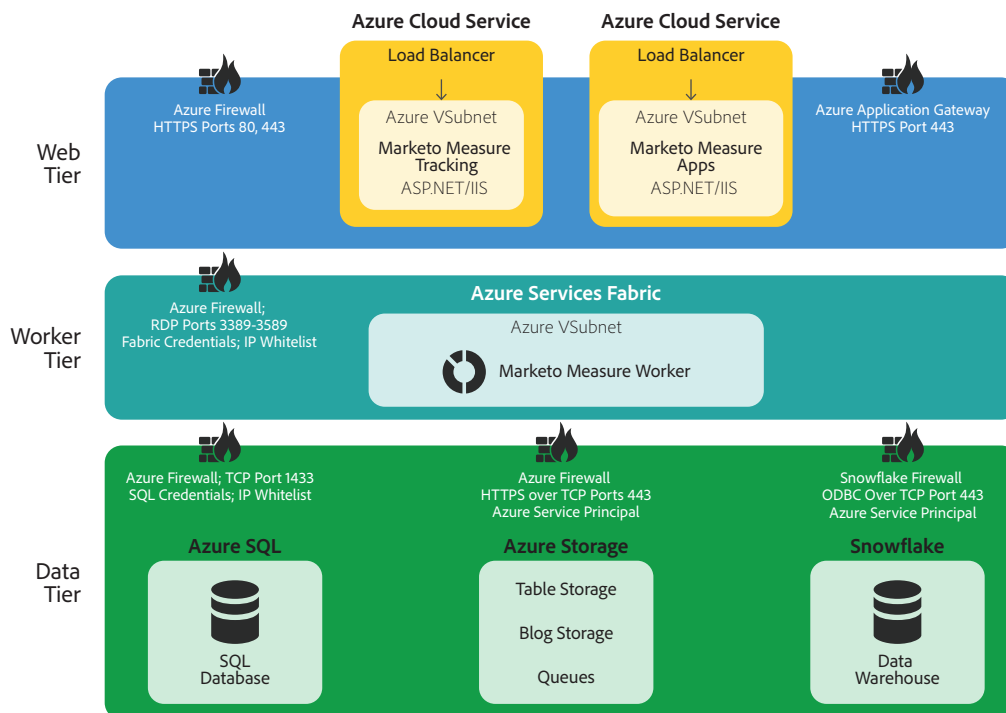 Azure Cloud Service
Azure Cloud Service
Load Balancer
Load Balancer
Azure Firewall
HTTPS Ports 80, 443
Azure VSubnet
Marketo Measure
Tracking
ASP.NET/IIS
Azure VSubnet
Marketo Measure
Apps
ASP.NET/IIS
Azure Application Gateway
HTTPS Port 443
Web
Tier
Azure Firewall;
RDP Ports 3389-3589
Fabric Credentials; IP Whitelist
Azure Services Fabric
Azure VSubnet
Marketo Measure Worker
Worker
Tier
Azure Firewall; TCP Port 1433
SQL Credentials; IP Whitelist
Azure Firewall
HTTPS over TCP Ports 443
Azure Service Principal
Snowflake Firewall
ODBC Over TCP Port 443
Azure Service Principal
Data
Tier
Azure SQL
SQL
Database
Azure Storage
Table Storage
Blog Storage
Queues
Snowflake
Data
Warehouse